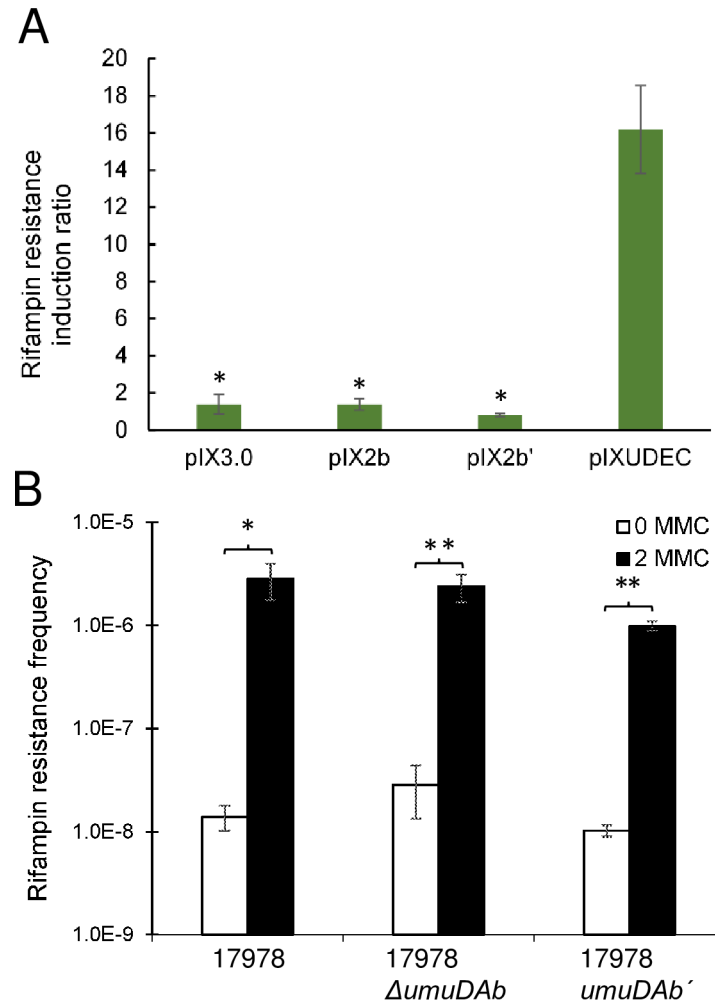 A
Rifampin resistance
induction ratio
20
18
16
14
12
10
8
6
4
2
0
*
*
*
pIX3.0 pIX2b pIX2b' pIXUDEC
B
Rifampin resistance frequency
0 MMC
2 MMC
1.0E-5
1.0E-6
1.0E-7
1.0E-8
1.0E-9
*
**
**
17978 17978 17978
ΔumuDAb umuDAb´